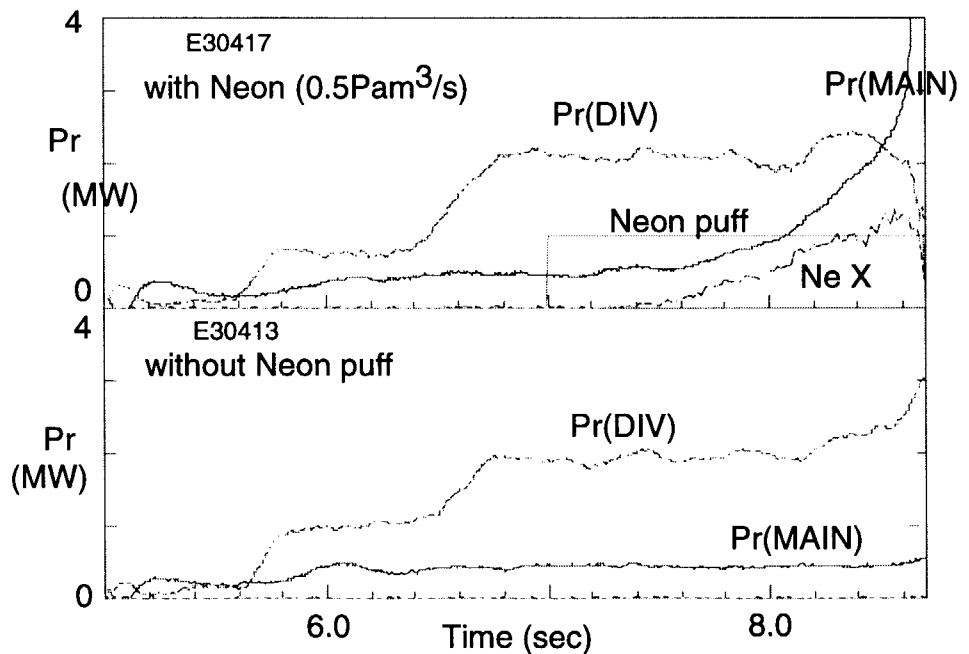 4
E30417
with Neon (0.5Pam³/s)
Pr(MAIN)
Pr(DIV)
Pr
(MW)
Neon puff
Ne X
0
4
E30413
without Neon puff
Pr(DIV)
Pr
(MW)
Pr(MAIN)
0
6.0
8.0
Time (sec)